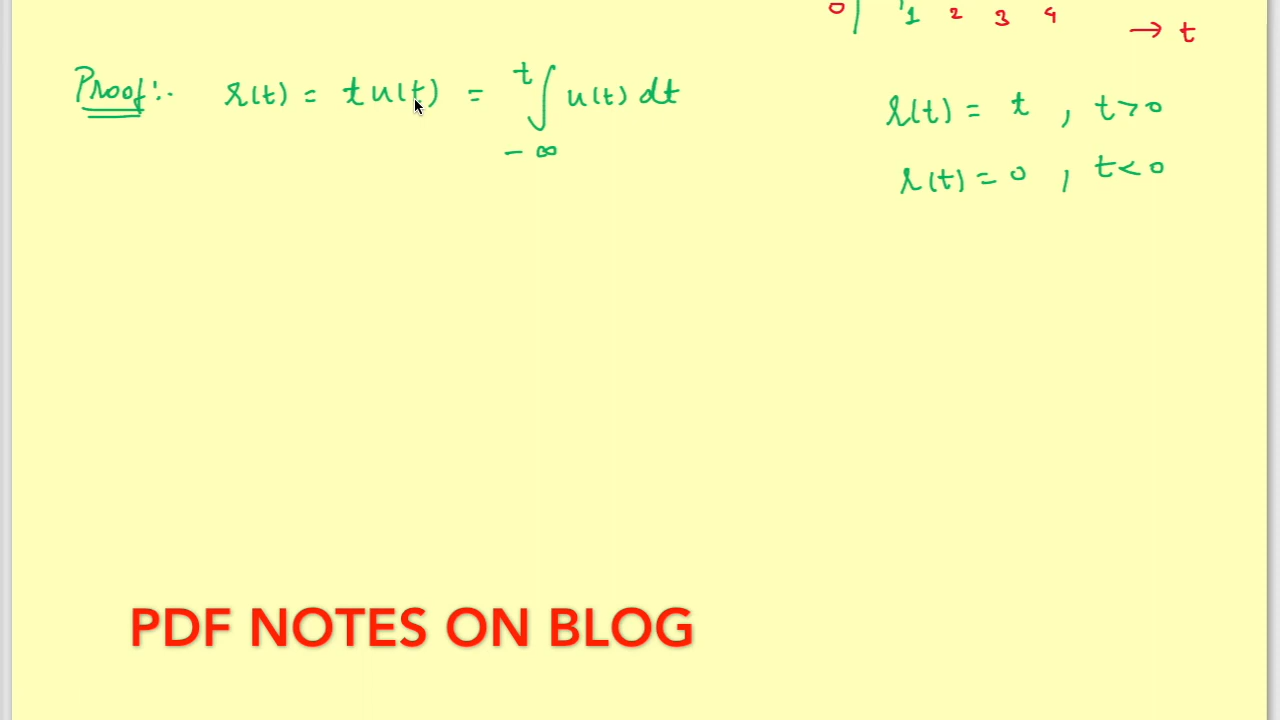 0 1 2 3 4 → t
Proof:- r(t) = t u(t) = ∫_{-∞}^{t} u(t) dt
r(t) = t , t>0
r(t) = 0 , t<0
PDF NOTES ON BLOG